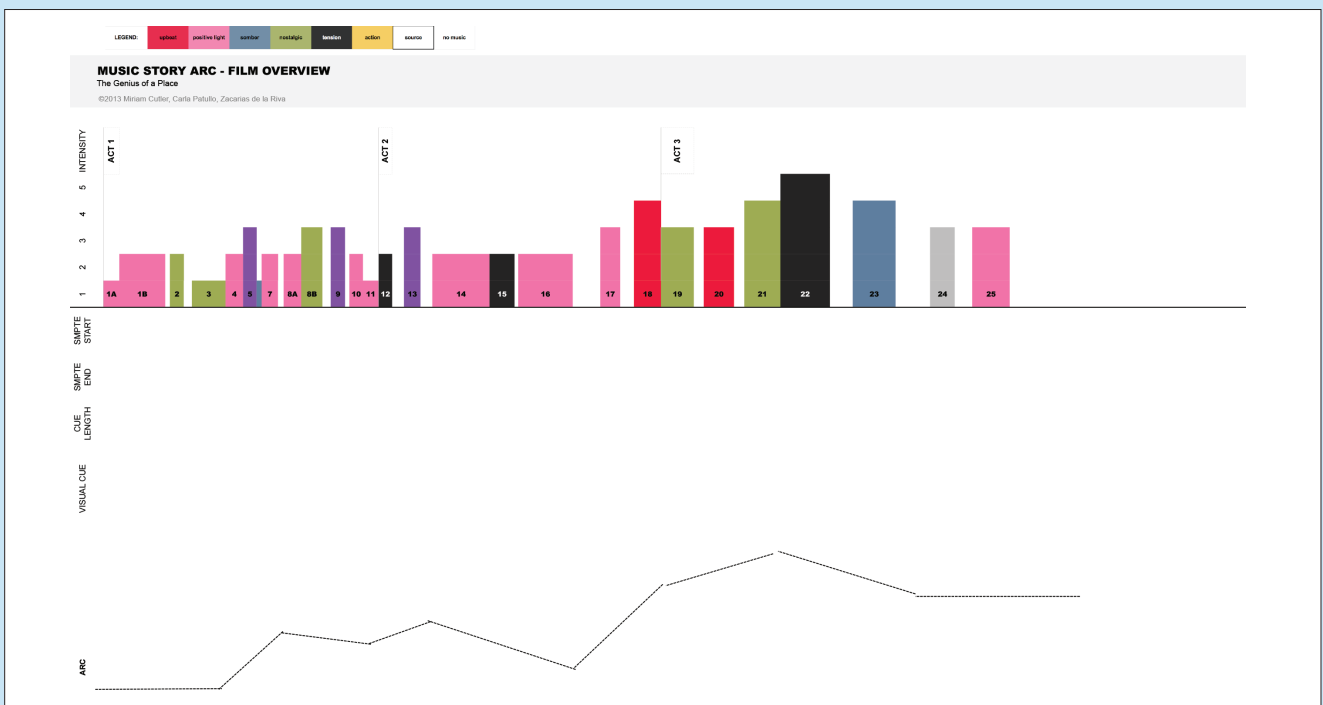 LEGEND: upbeat positive light somber nostalgic tension action source no music
MUSIC STORY ARC - FILM OVERVIEW
The Genius of a Place
©2013 Miriam Cutler, Carla Patullo, Zacarias de la Riva
INTENSITY
5
4
3
2
1
ACT 1
ACT 2
ACT 3
1A 1B 2 3 4 5 7 8A 8B 9 10 11 12 13 14 15 16 17 18 19 20 21 22 23 24 25
SMPTE
START
SMPTE
END
CUE
LENGTH
VISUAL CUE
ARC